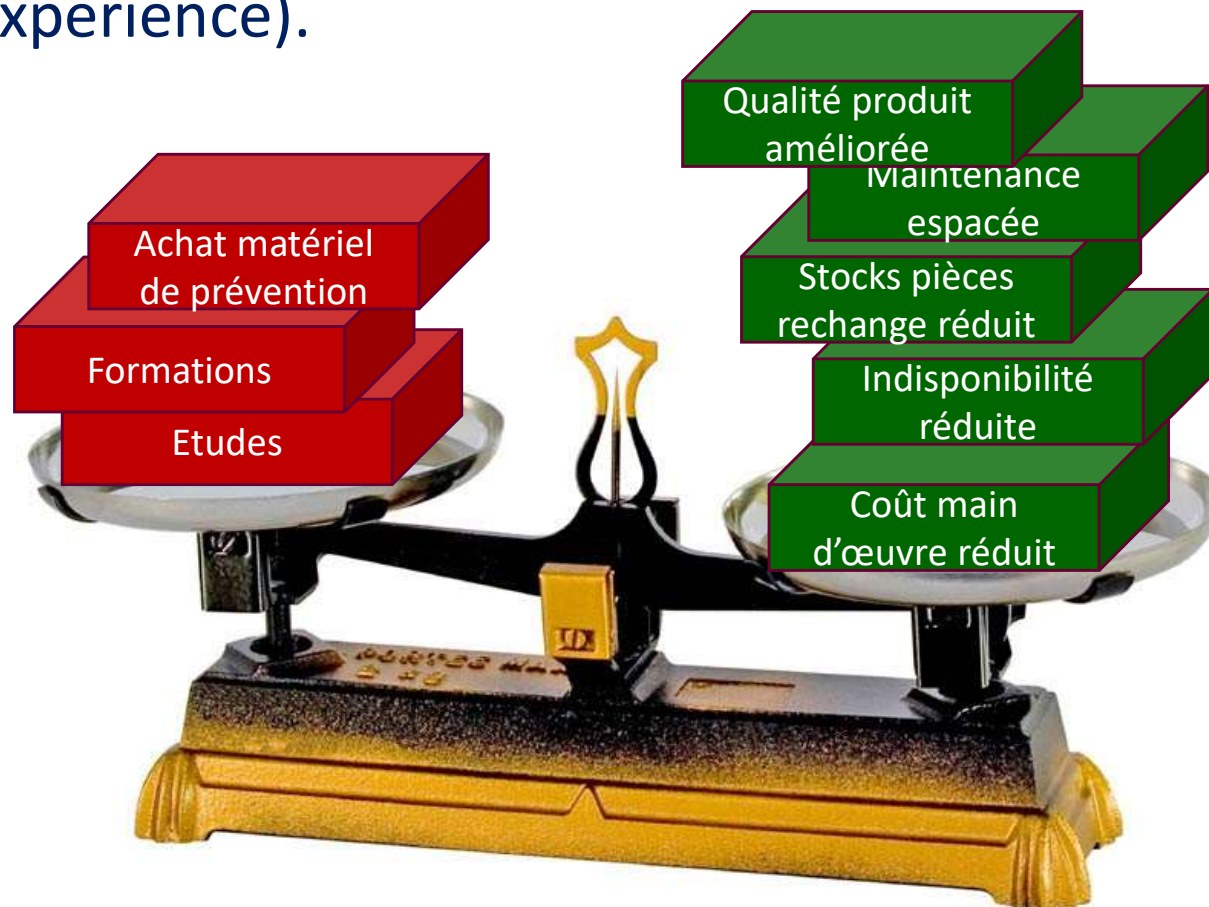 xpérience).
Qualité produit
améliorée
Maintenance
espacée
Achat matériel
de prévention
Stocks pièces
rechange réduit
Formations
Indisponibilité
réduite
Etudes
Coût main
d’œuvre réduit